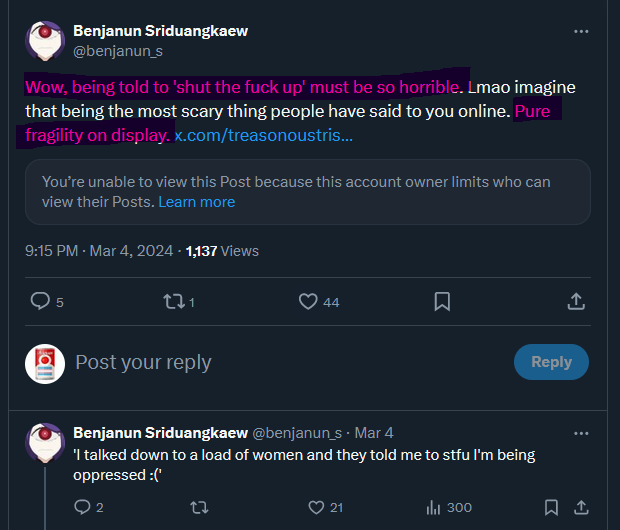 Benjanun Sriduangkaew
@benjanun_s
Wow, being told to 'shut the fuck up' must be so horrible. Lmao imagine
that being the most scary thing people have said to you online. Pure
fragility on display. x.com/treasonoustris…
You're unable to view this Post because this account owner limits who can
view their Posts. Learn more
9:15 PM · Mar 4, 2024 · 1,137 Views
5 1 44
Post your reply
Reply
Benjanun Sriduangkaew @benjanun_s · Mar 4
'I talked down to a load of women and they told me to stfu I'm being
oppressed :('
2 21 300